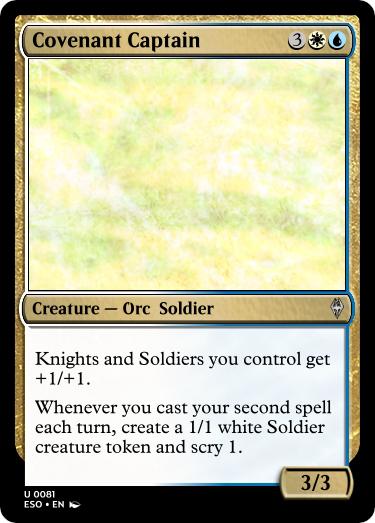 Covenant Captain 3
Creature — Orc Soldier
Knights and Soldiers you control get
+1/+1.
Whenever you cast your second spell
each turn, create a 1/1 white Soldier
creature token and scry 1.
3/3
U 0081
ESO • EN